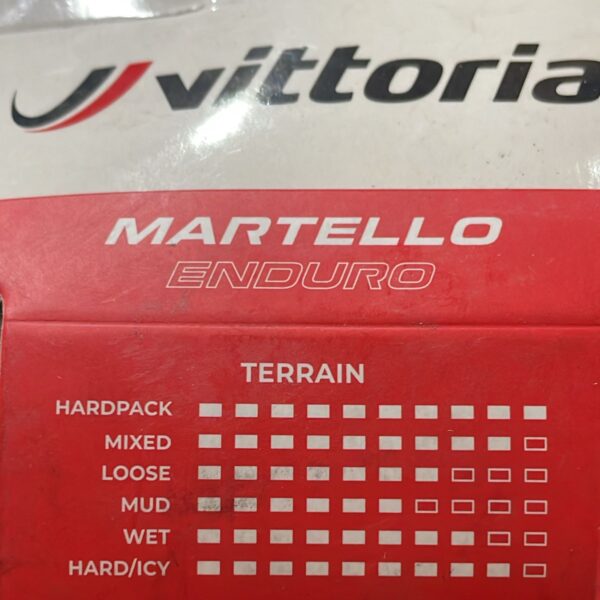 vittoria
MARTELLO
ENDURO
TERRAIN
HARDPACK
MIXED
LOOSE
MUD
WET
HARD/ICY